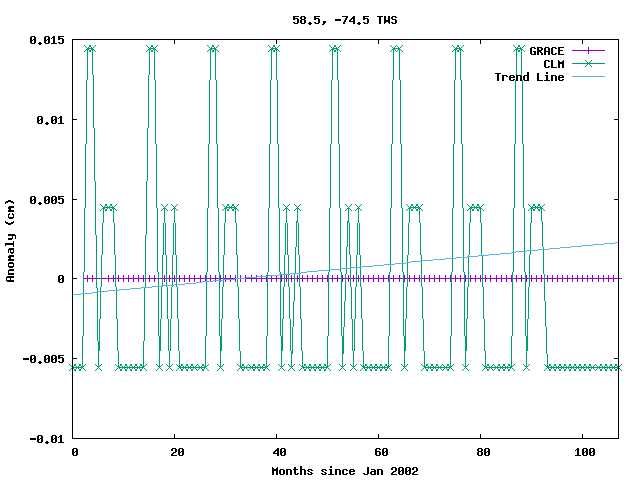 58.5, -74.5 TWS
0.015
0.01
0.005
0
-0.005
-0.01
Anomaly (cm)
GRACE
CLM
Trend Line
0 20 40 60 80 100
Months since Jan 2002